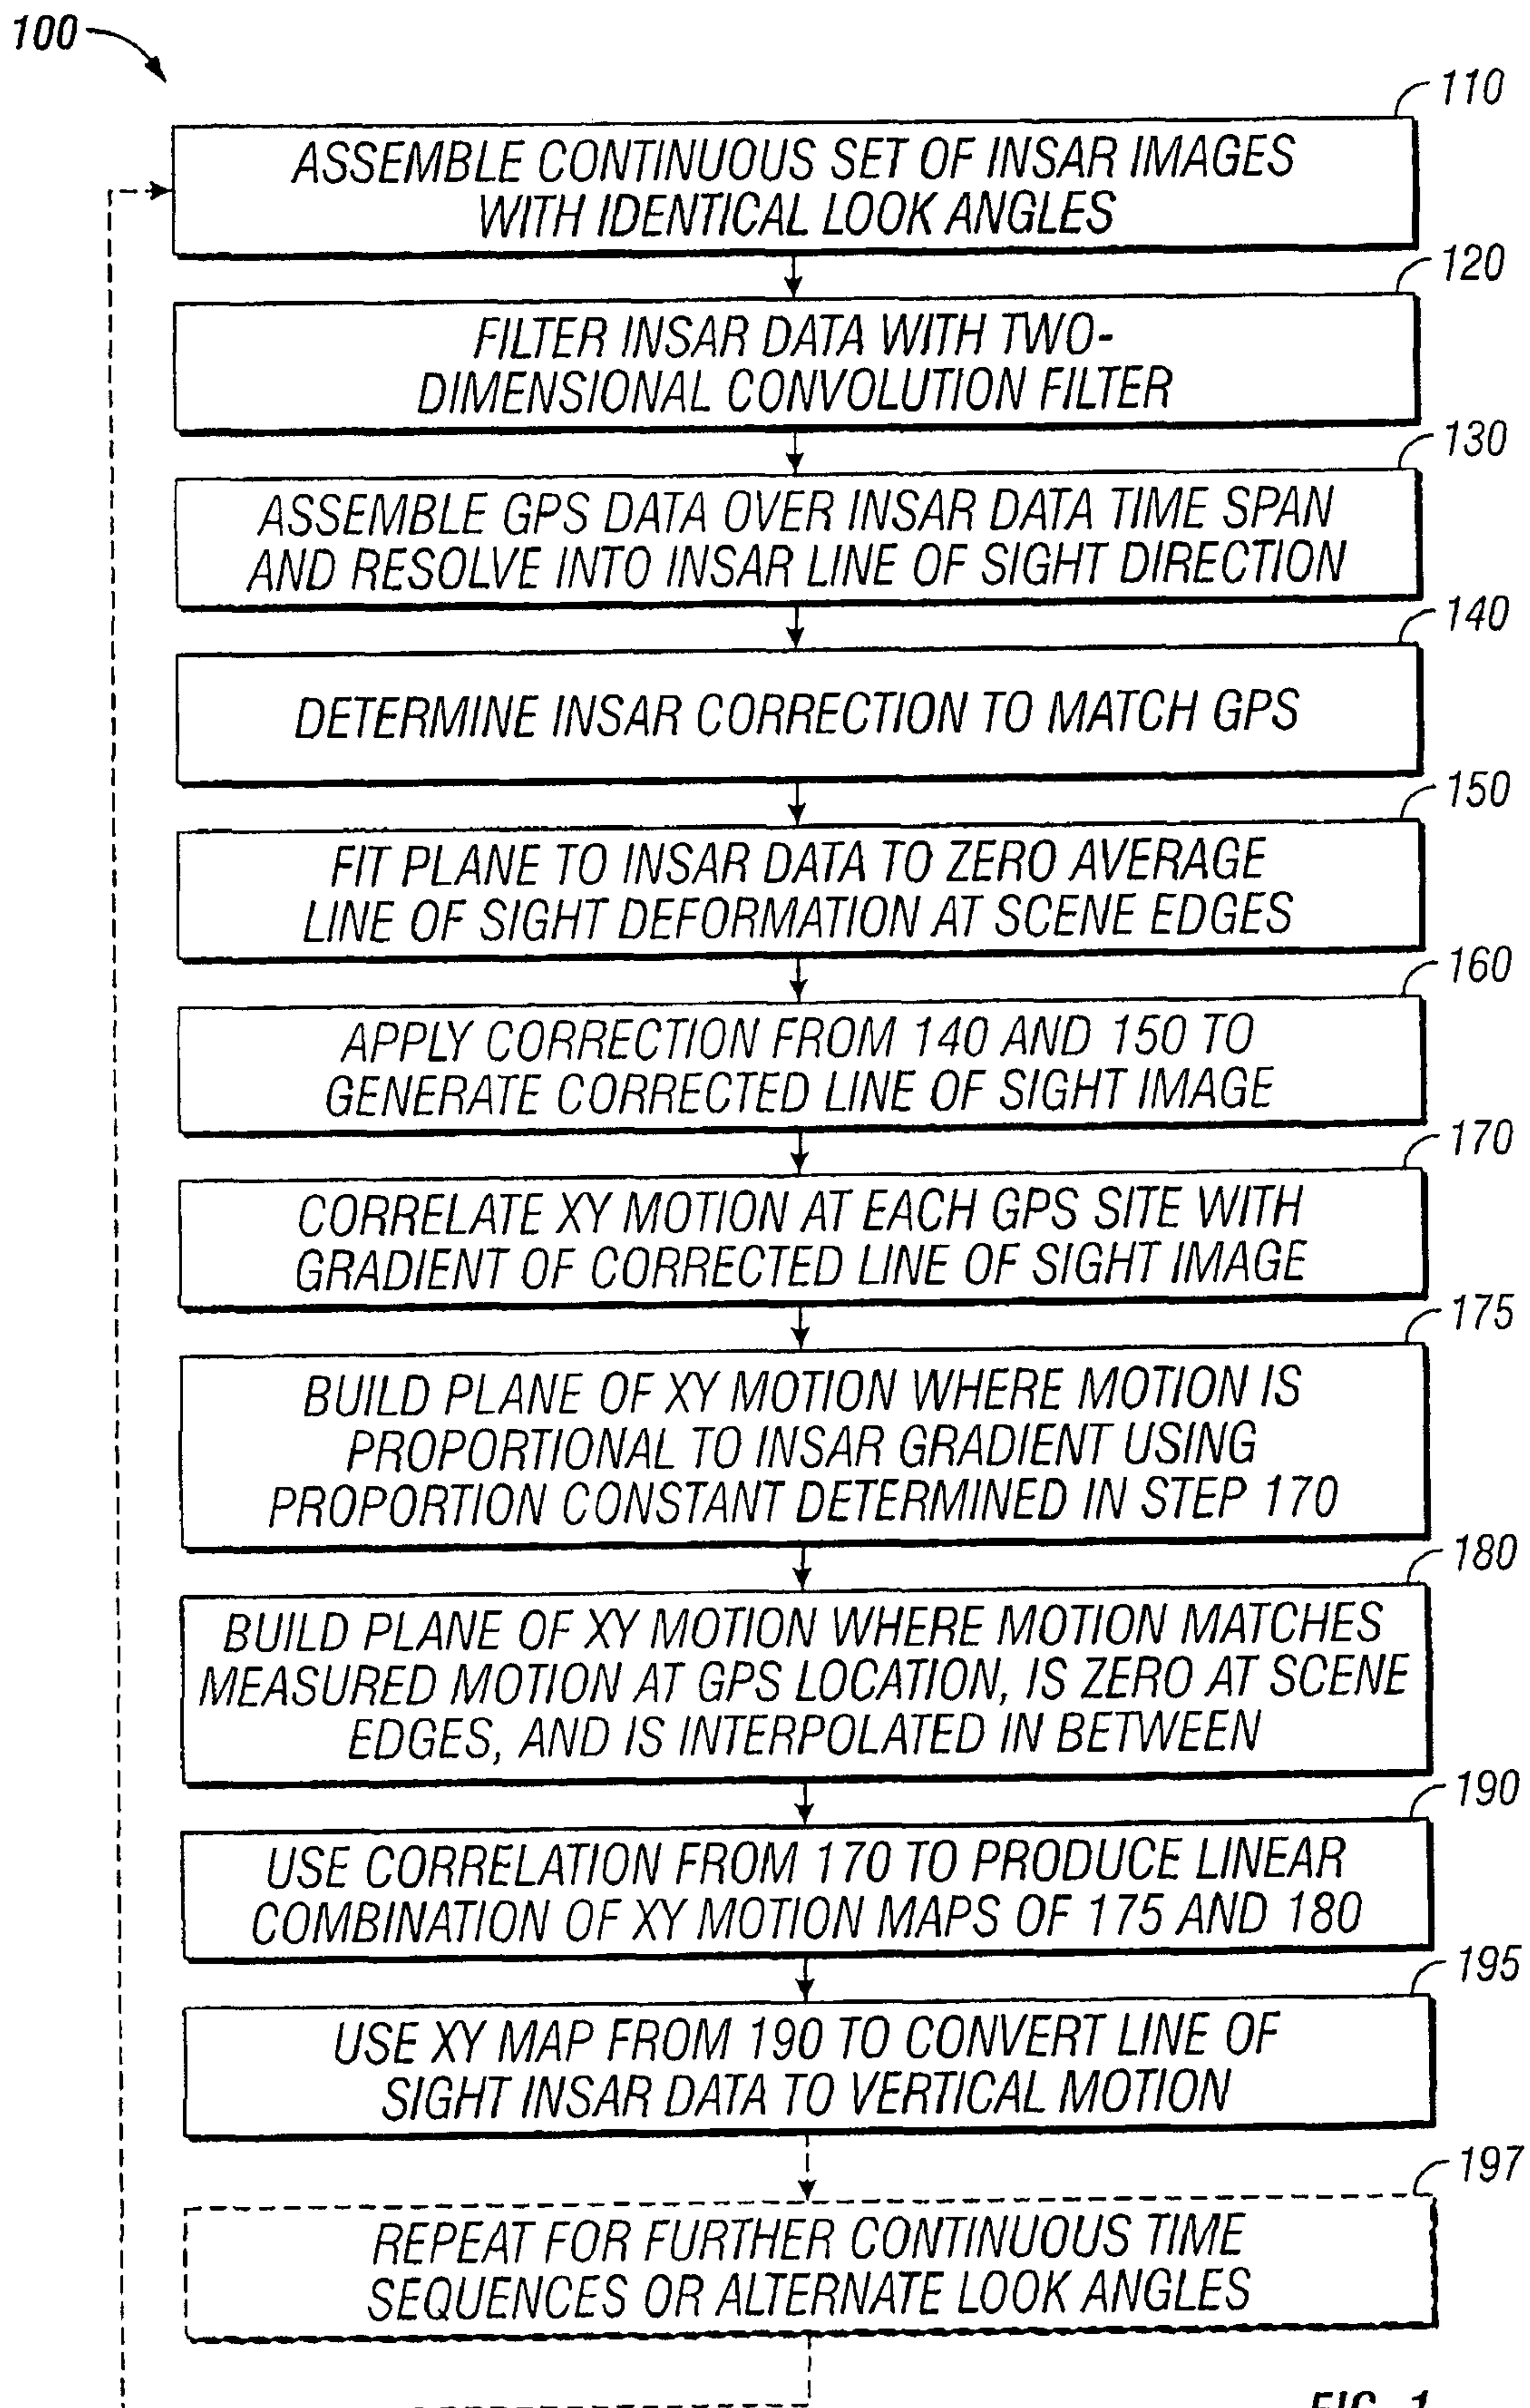 100
110
ASSEMBLE CONTINUOUS SET OF INSAR IMAGES
WITH IDENTICAL LOOK ANGLES
120
FILTER INSAR DATA WITH TWO-
DIMENSIONAL CONVOLUTION FILTER
130
ASSEMBLE GPS DATA OVER INSAR DATA TIME SPAN
AND RESOLVE INTO INSAR LINE OF SIGHT DIRECTION
140
DETERMINE INSAR CORRECTION TO MATCH GPS
150
FIT PLANE TO INSAR DATA TO ZERO AVERAGE
LINE OF SIGHT DEFORMATION AT SCENE EDGES
160
APPLY CORRECTION FROM 140 AND 150 TO
GENERATE CORRECTED LINE OF SIGHT IMAGE
170
CORRELATE XY MOTION AT EACH GPS SITE WITH
GRADIENT OF CORRECTED LINE OF SIGHT IMAGE
175
BUILD PLANE OF XY MOTION WHERE MOTION IS
PROPORTIONAL TO INSAR GRADIENT USING
PROPORTION CONSTANT DETERMINED IN STEP 170
180
BUILD PLANE OF XY MOTION WHERE MOTION MATCHES
MEASURED MOTION AT GPS LOCATION, IS ZERO AT SCENE
EDGES, AND IS INTERPOLATED IN BETWEEN
190
USE CORRELATION FROM 170 TO PRODUCE LINEAR
COMBINATION OF XY MOTION MAPS OF 175 AND 180
195
USE XY MAP FROM 190 TO CONVERT LINE OF
SIGHT INSAR DATA TO VERTICAL MOTION
197
REPEAT FOR FURTHER CONTINUOUS TIME
SEQUENCES OR ALTERNATE LOOK ANGLES
FIG. 1